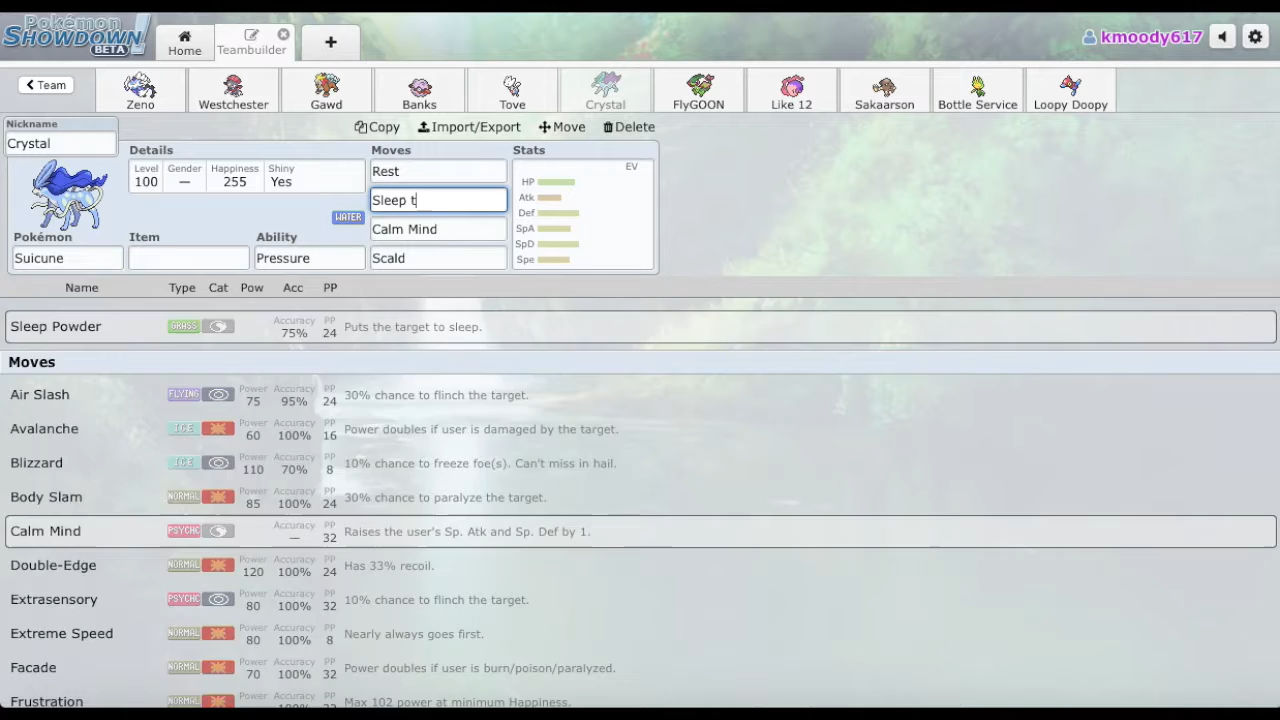 Pokémon
SHOWDOWN
BETA
Home
Teambuilder
+
kmoody617
Team
Zeno
Westchester
Gawd
Banks
Tove
Crystal
FlyGOON
Like 12
Sakaarson
Bottle Service
Loopy Doopy
Nickname
Crystal
Copy
Import/Export
Move
Delete
Details
Level
100
Gender
—
Happiness
255
Shiny
Yes
WATER
Pokémon
Suicune
Item
Ability
Pressure
Moves
Rest
Sleep t
Calm Mind
Scald
Stats
EV
HP
Atk
Def
SpA
SpD
Spe
Name Type Cat Pow Acc PP
Sleep Powder GRASS Accuracy 75% PP 24 Puts the target to sleep.
Moves
Air Slash FLYING Power 75 Accuracy 95% PP 24 30% chance to flinch the target.
Avalanche ICE Power 60 Accuracy 100% PP 16 Power doubles if user is damaged by the target.
Blizzard ICE Power 110 Accuracy 70% PP 8 10% chance to freeze foe(s). Can't miss in hail.
Body Slam NORMAL Power 85 Accuracy 100% PP 24 30% chance to paralyze the target.
Calm Mind PSYCHC Accuracy — PP 32 Raises the user's Sp. Atk and Sp. Def by 1.
Double-Edge NORMAL Power 120 Accuracy 100% PP 24 Has 33% recoil.
Extrasensory PSYCHC Power 80 Accuracy 100% PP 32 10% chance to flinch the target.
Extreme Speed NORMAL Power 80 Accuracy 100% PP 8 Nearly always goes first.
Facade NORMAL Power 70 Accuracy 100% PP 32 Power doubles if user is burn/poison/paralyzed.
Frustration NORMAL Power Accuracy PP Max 102 power at minimum Happiness.